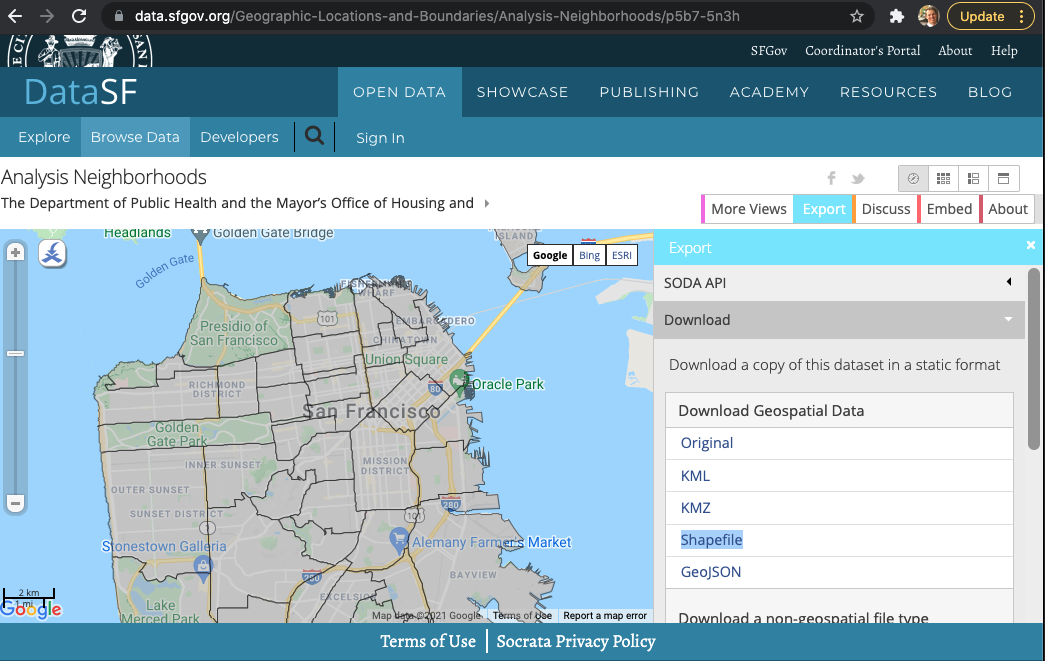 data.sfgov.org/Geographic-Locations-and-Boundaries/Analysis-Neighborhoods/p5b7-5n3h
Update
SFGov Coordinator's Portal About Help
DataSF
OPEN DATA SHOWCASE PUBLISHING ACADEMY RESOURCES BLOG
Explore Browse Data Developers Sign In
Analysis Neighborhoods
The Department of Public Health and the Mayor's Office of Housing and
More Views Export Discuss Embed About
Headlands
Golden Gate Bridge
ISLAND
Google Bing ESRI
Golden Gate
FISHERMAN'S
WHARF
101
EMBARCADERO
Presidio of
San Francisco
CHINATOWN
Union Square
RICHMOND
DISTRICT
80
Oracle Park
San Francisco
Golden
Gate Park
INNER SUNSET
MISSION
DISTRICT
OUTER SUNSET
280
SUNSET DISTRICT
101
1
Stonestown Galleria
Alemany Farmer's Market
280
BAYVIEW
EXCELSIOR
2 km
1 mi
Google
Lake
Merced Park
Map data ©2021 Google
Terms of Use
Report a map error
Export
SODA API
Download
Download a copy of this dataset in a static format
Download Geospatial Data
Original
KML
KMZ
Shapefile
GeoJSON
Download a non-geospatial file type
Terms of Use | Socrata Privacy Policy